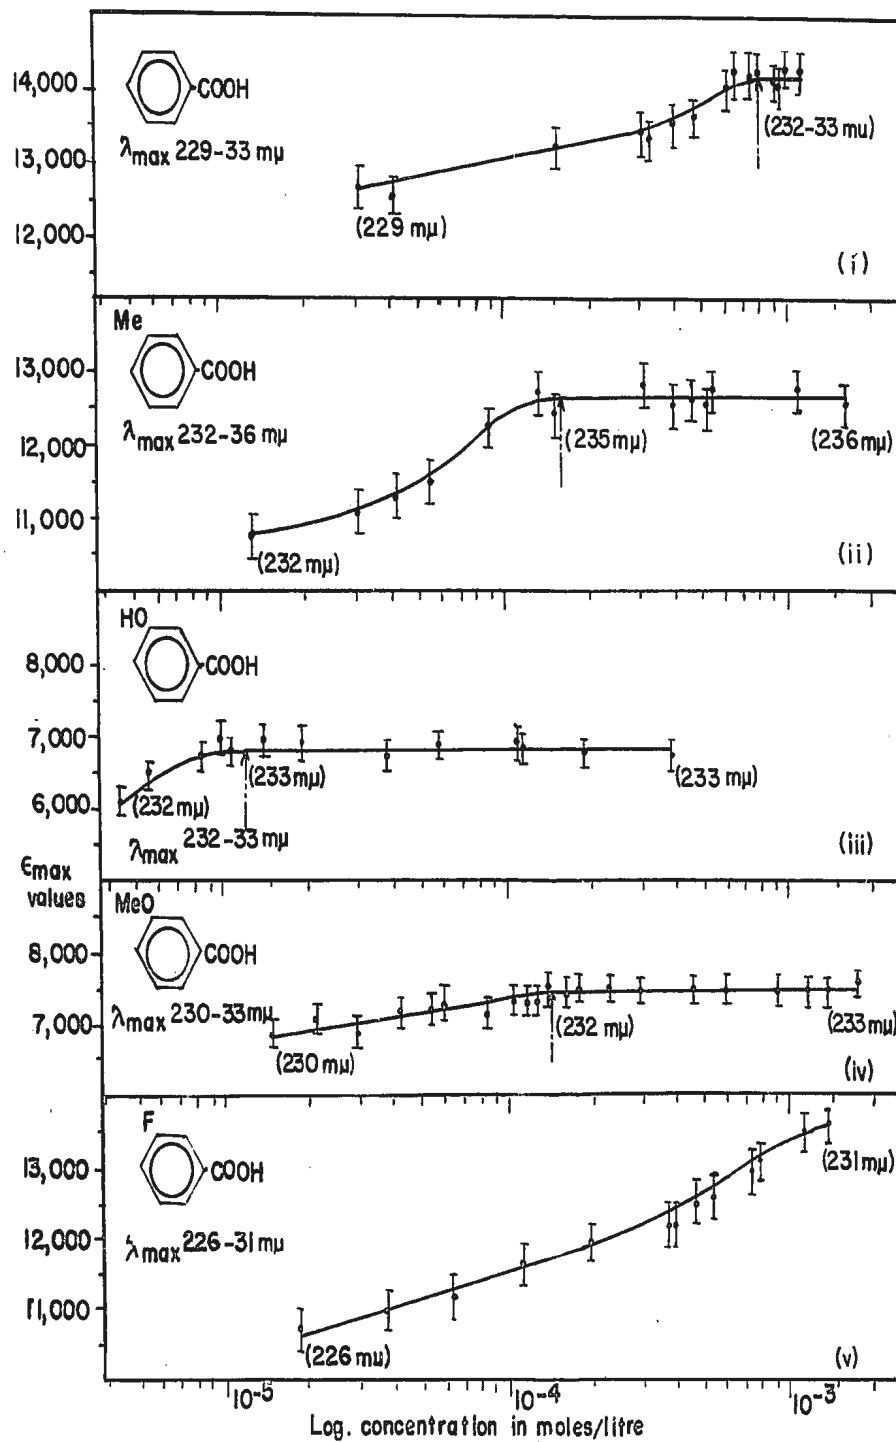 14,000
13,000
12,000
COOH
λmax 229-33 mμ
(229 mμ)
(232-33 mu)
(i)
Me
13,000
12,000
11,000
COOH
λmax 232-36 mμ
(232 mμ)
(235 mμ)
(236 mμ)
(ii)
HO
8,000
7,000
6,000
COOH
(232 mμ)
(233 mμ)
(233 mμ)
λmax 232-33 mμ
(iii)
ϵmax
values
MeO
8,000
7,000
COOH
λmax 230-33 mμ
(230 mμ)
(232 mμ)
(233 mμ)
(iv)
F
13,000
12,000
11,000
COOH
λmax 226-31 mμ
(226 mμ)
(231 mμ)
(v)
10-5
10-4
10-3
Log. concentration in moles/litre